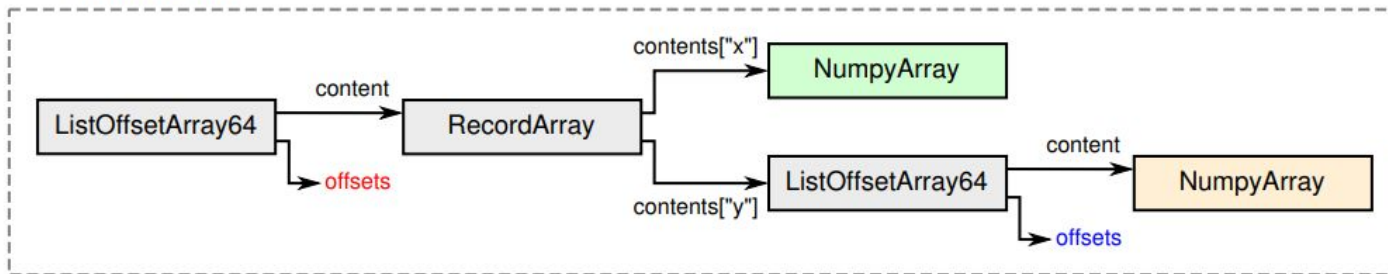 contents["x"]
NumpyArray
content
ListOffsetArray64
RecordArray
offsets
contents["y"]
ListOffsetArray64
content
NumpyArray
offsets